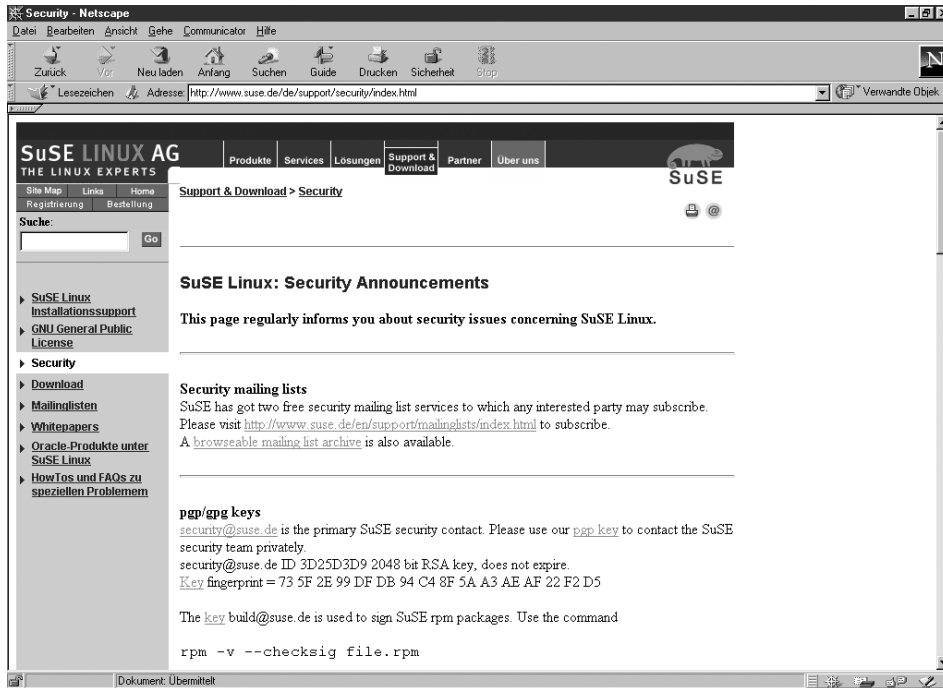 Security - Netscape
Datei Bearbeiten Ansicht Gehe Communicator Hilfe
Zurück Vor Neu laden Anfang Suchen Guide Drucken Sicherheit Stop
N
Lesezeichen Adresse: http://www.suse.de/de/support/security/index.html Verwandte Objek
SuSE LINUX AG
THE LINUX EXPERTS
Produkte Services Lösungen Support & Download Partner Über uns
SuSE
Site Map Links Home
Registrierung Bestellung
Support & Download > Security
Suche:
Go
@
SuSE Linux Installationssupport
GNU General Public License
Security
Download
Mailinglisten
Whitepapers
Oracle-Produkte unter SuSE Linux
HowTos und FAQs zu speziellen Problemem
SuSE Linux: Security Announcements
This page regularly informs you about security issues concerning SuSE Linux.
Security mailing lists
SuSE has got two free security mailing list services to which any interested party may subscribe.
Please visit http://www.suse.de/en/support/mailinglists/index.html to subscribe.
A browseable mailing list archive is also available.
pgp/gpg keys
security@suse.de is the primary SuSE security contact. Please use our pgp key to contact the SuSE
security team privately.
security@suse.de ID 3D25D3D9 2048 bit RSA key, does not expire.
Key fingerprint = 73 5F 2E 99 DF DB 94 C4 8F 5A A3 AE AF 22 F2 D5
The key build@suse.de is used to sign SuSE rpm packages. Use the command
rpm -v --checksig file.rpm
Dokument: Übermittelt